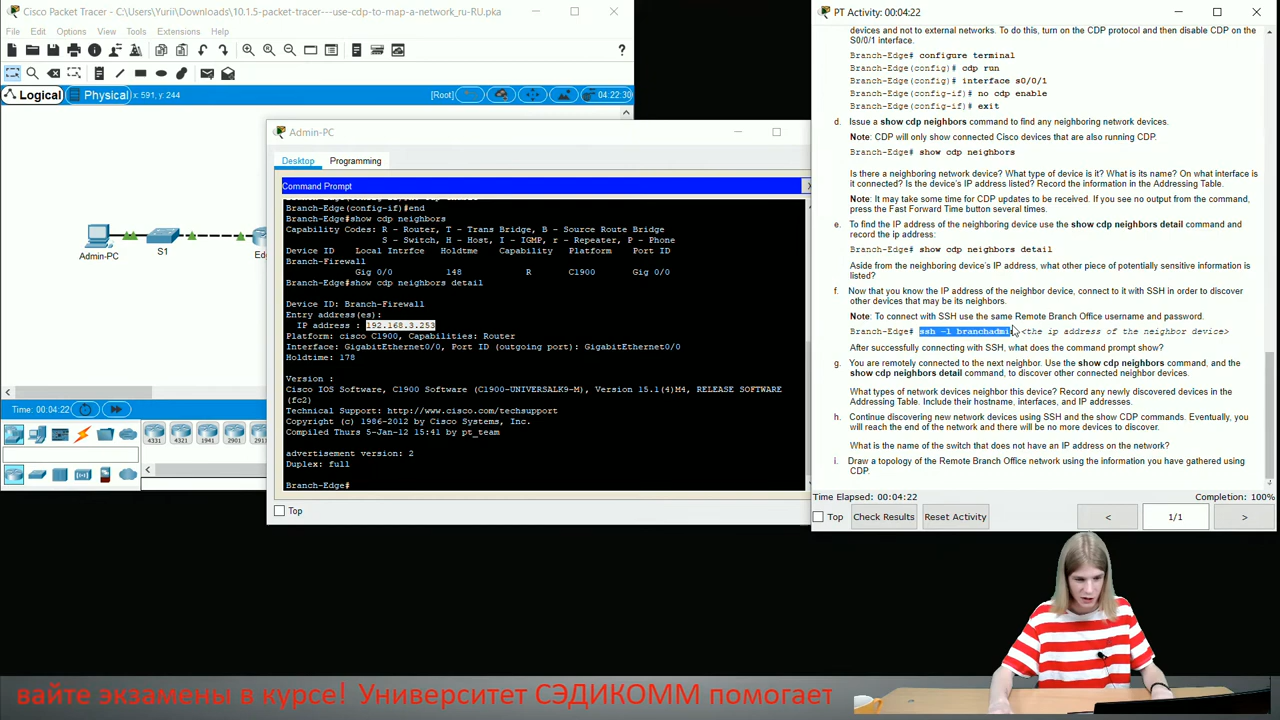 Cisco Packet Tracer - C:\Users\Yurii\Downloads\10.1.5-packet-tracer---use-cdp-to-map-a-network_ru-RU.pka
File Edit Options View Tools Extensions Help
Logical Physical x: 591, y: 244 [Root] 04:22:30
Admin-PC
S1
Time: 00:04:22
4331 4321 1941 2901
Admin-PC
Desktop Programming
Command Prompt
Branch-Edge(config-if)#end
Branch-Edge#show cdp neighbors
Capability Codes: R - Router, T - Trans Bridge, B - Source Route Bridge
S - Switch, H - Host, I - IGMP, r - Repeater, P - Phone
Device ID Local Intrfce Holdtme Capability Platform Port ID
Branch-Firewall
Gig 0/0 148 R C1900 Gig 0/0
Branch-Edge#show cdp neighbors detail
Device ID: Branch-Firewall
Entry address(es):
IP address : 192.168.3.253
Platform: cisco C1900, Capabilities: Router
Interface: GigabitEthernet0/0, Port ID (outgoing port): GigabitEthernet0/0
Holdtime: 178
Version :
Cisco IOS Software, C1900 Software (C1900-UNIVERSALK9-M), Version 15.1(4)M4, RELEASE SOFTWARE
(fc2)
Technical Support: http://www.cisco.com/techsupport
Copyright (c) 1986-2012 by Cisco Systems, Inc.
Compiled Thurs 5-Jan-12 15:41 by pt_team
advertisement version: 2
Duplex: full
Branch-Edge#
Top
PT Activity: 00:04:22
devices and not to external networks. To do this, turn on the CDP protocol and then disable CDP on the
S0/0/1 interface.
Branch-Edge# configure terminal
Branch-Edge(config)# cdp run
Branch-Edge(config)# interface s0/0/1
Branch-Edge(config-if)# no cdp enable
Branch-Edge(config-if)# exit
d. Issue a show cdp neighbors command to find any neighboring network devices.
Note: CDP will only show connected Cisco devices that are also running CDP.
Branch-Edge# show cdp neighbors
Is there a neighboring network device? What type of device is it? What is its name? On what interface is
it connected? Is the device's IP address listed? Record the information in the Addressing Table.
Note: It may take some time for CDP updates to be received. If you see no output from the command,
press the Fast Forward Time button several times.
e. To find the IP address of the neighboring device use the show cdp neighbors detail command and
record the ip address:
Branch-Edge# show cdp neighbors detail
Aside from the neighboring device's IP address, what other piece of potentially sensitive information is
listed?
f. Now that you know the IP address of the neighbor device, connect to it with SSH in order to discover
other devices that may be its neighbors.
Note: To connect with SSH use the same Remote Branch Office username and password.
Branch-Edge# ssh –l branchadmin <the ip address of the neighbor device>
After successfully connecting with SSH, what does the command prompt show?
g. You are remotely connected to the next neighbor. Use the show cdp neighbors command, and the
show cdp neighbors detail command, to discover other connected neighbor devices.
What types of network devices neighbor this device? Record any newly discovered devices in the
Addressing Table. Include their hostname, interfaces, and IP addresses.
h. Continue discovering new network devices using SSH and the show CDP commands. Eventually, you
will reach the end of the network and there will be no more devices to discover.
What is the name of the switch that does not have an IP address on the network?
i. Draw a topology of the Remote Branch Office network using the information you have gathered using
CDP.
Time Elapsed: 00:04:22 Completion: 100%
Top Check Results Reset Activity < 1/1 >
вайте экзамены в курсе! Университет СЭДИКОММ помогает